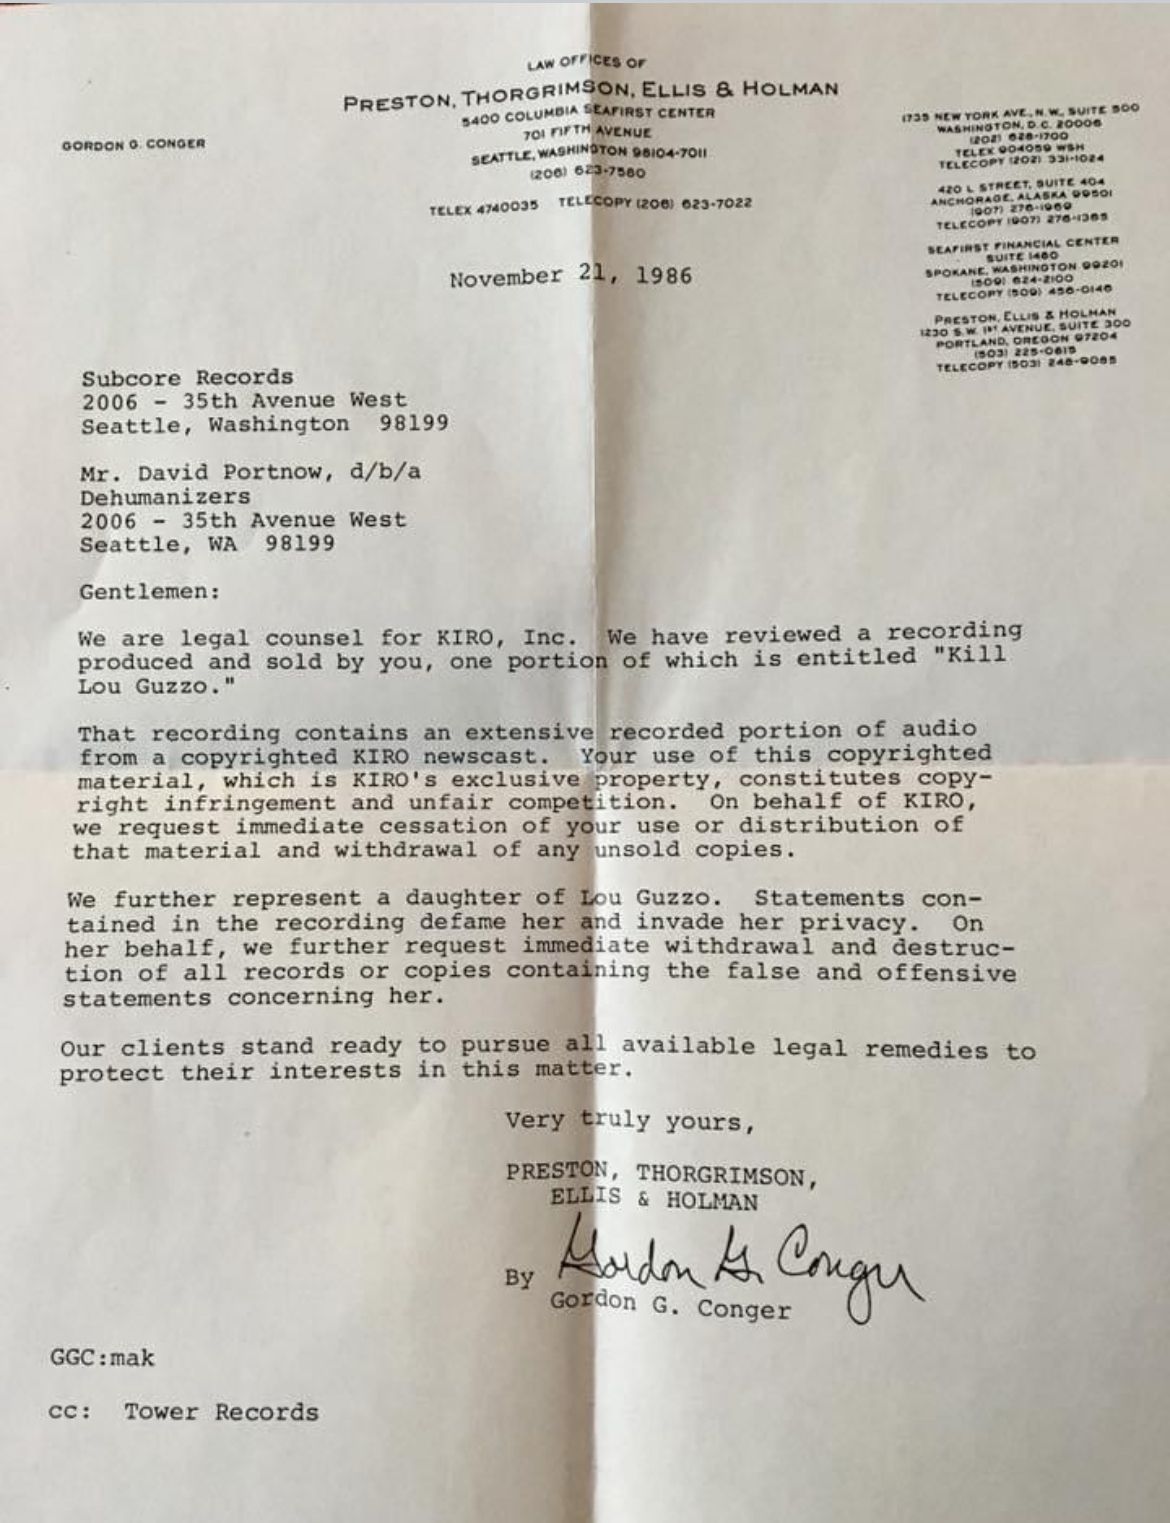 LAW OFFICES OF
PRESTON, THORGRIMSON, ELLIS & HOLMAN
5400 COLUMBIA SEAFIRST CENTER
701 FIFTH AVENUE
SEATTLE, WASHINGTON 98104-7011
(206) 623-7580
TELEX 4740035 TELECOPY (206) 623-7022
GORDON G. CONGER
1735 NEW YORK AVE., N.W., SUITE 500
WASHINGTON, D.C. 20006
(202) 628-1700
TELEX 904059 WSH
TELECOPY (202) 331-1024
420 L STREET, SUITE 404
ANCHORAGE, ALASKA 99501
(907) 276-1969
TELECOPY (907) 276-1365
SEAFIRST FINANCIAL CENTER
SUITE 1480
SPOKANE, WASHINGTON 99201
(509) 624-2100
TELECOPY (509) 456-0146
PRESTON, ELLIS & HOLMAN
1230 S.W. 1st AVENUE, SUITE 300
PORTLAND, OREGON 97204
(503) 225-0615
TELECOPY (503) 248-9085
November 21, 1986
Subcore Records
2006 - 35th Avenue West
Seattle, Washington 98199
Mr. David Portnow, d/b/a
Dehumanizers
2006 - 35th Avenue West
Seattle, WA 98199
Gentlemen:
We are legal counsel for KIRO, Inc. We have reviewed a recording
produced and sold by you, one portion of which is entitled "Kill
Lou Guzzo."
That recording contains an extensive recorded portion of audio
from a copyrighted KIRO newscast. Your use of this copyrighted
material, which is KIRO's exclusive property, constitutes copy-
right infringement and unfair competition. On behalf of KIRO,
we request immediate cessation of your use or distribution of
that material and withdrawal of any unsold copies.
We further represent a daughter of Lou Guzzo. Statements con-
tained in the recording defame her and invade her privacy. On
her behalf, we further request immediate withdrawal and destruc-
tion of all records or copies containing the false and offensive
statements concerning her.
Our clients stand ready to pursue all available legal remedies to
protect their interests in this matter.
Very truly yours,
PRESTON, THORGRIMSON,
ELLIS & HOLMAN
By Gordon G. Conger
Gordon G. Conger
GGC:mak
cc: Tower Records